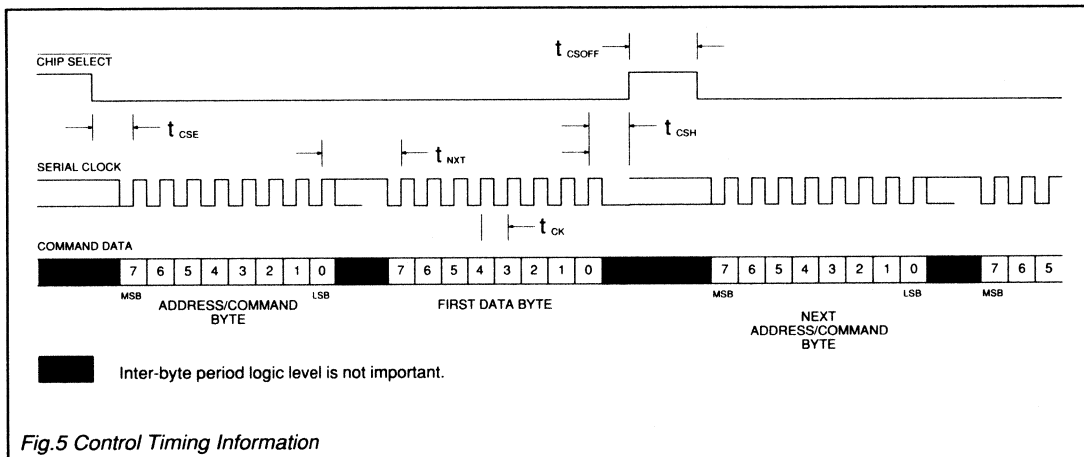 t CSOFF
CHIP SELECT
t CSE
t CSH
t NXT
SERIAL CLOCK
t CK
COMMAND DATA
7 6 5 4 3 2 1 0 7 6 5 4 3 2 1 0 7 6 5 4 3 2 1 0 7 6 5
MSB LSB MSB LSB MSB
ADDRESS/COMMAND FIRST DATA BYTE
BYTE
NEXT
ADDRESS/COMMAND
BYTE
Inter-byte period logic level is not important.
Fig.5 Control Timing Information